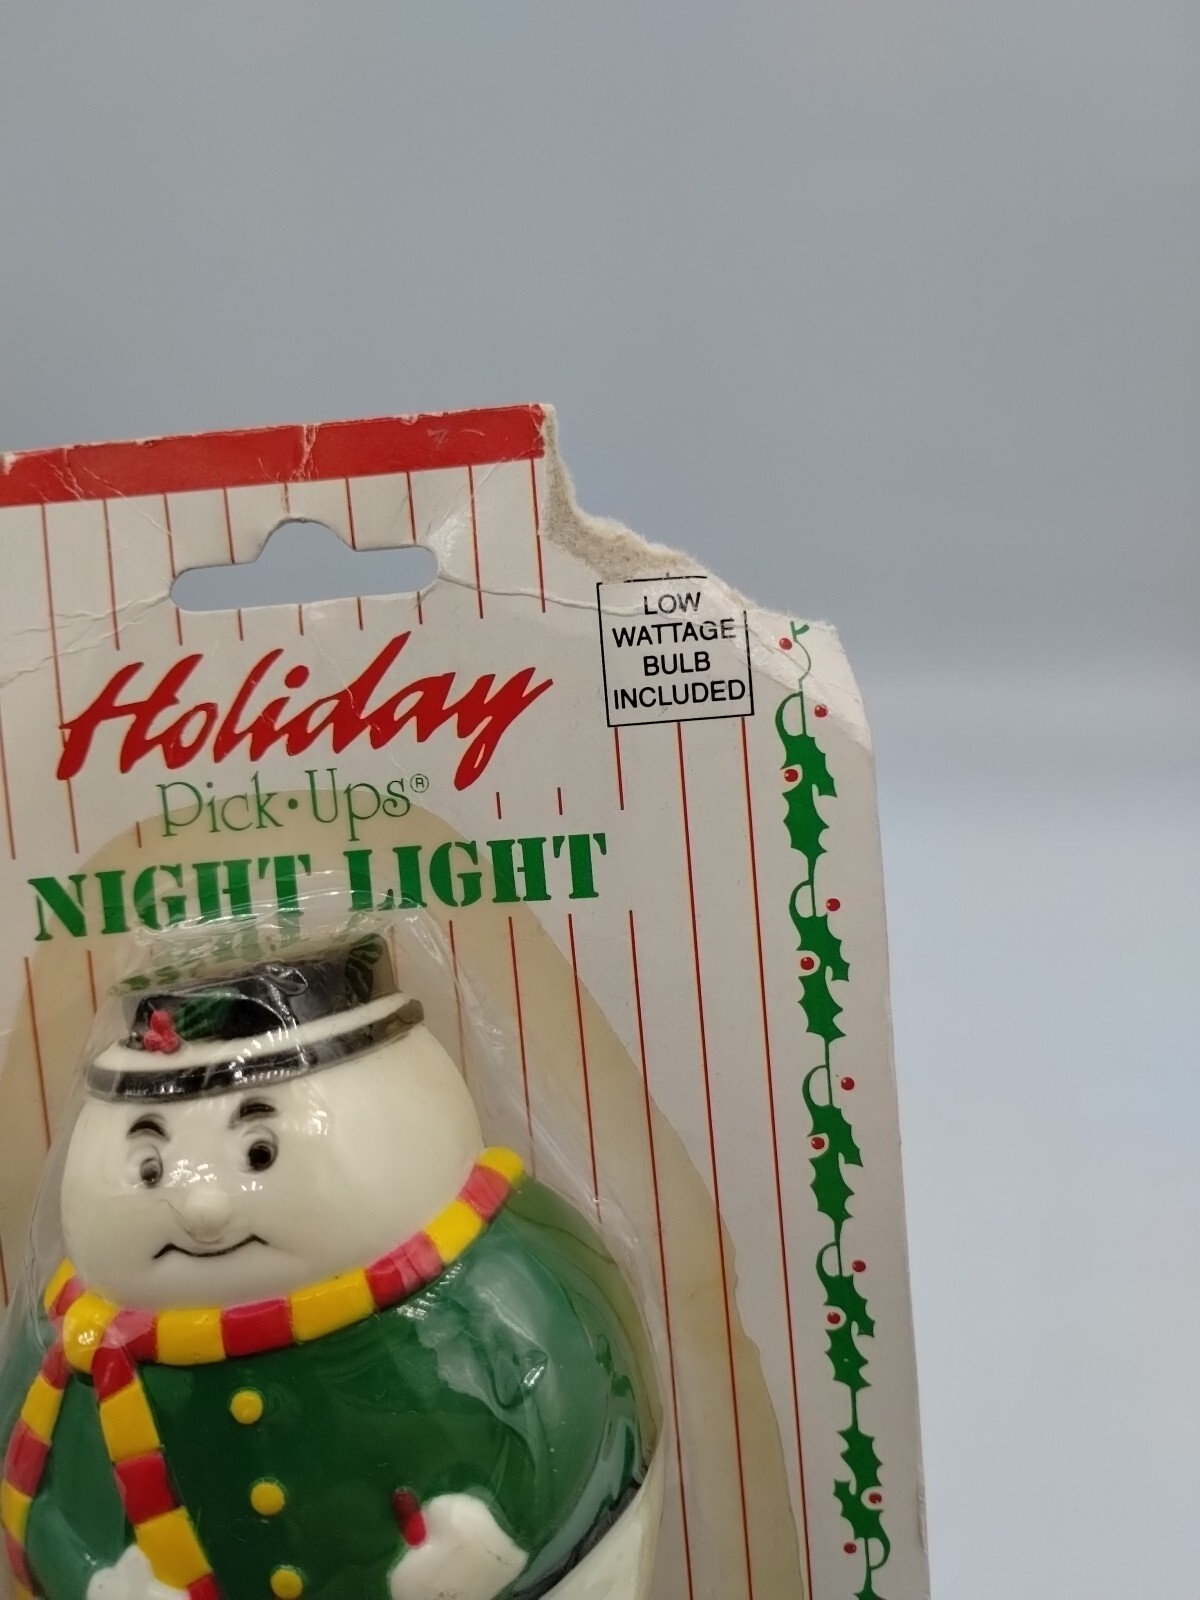 LOW
WATTAGE
BULB
INCLUDED
Holiday
Pick·Ups®
NIGHT LIGHT